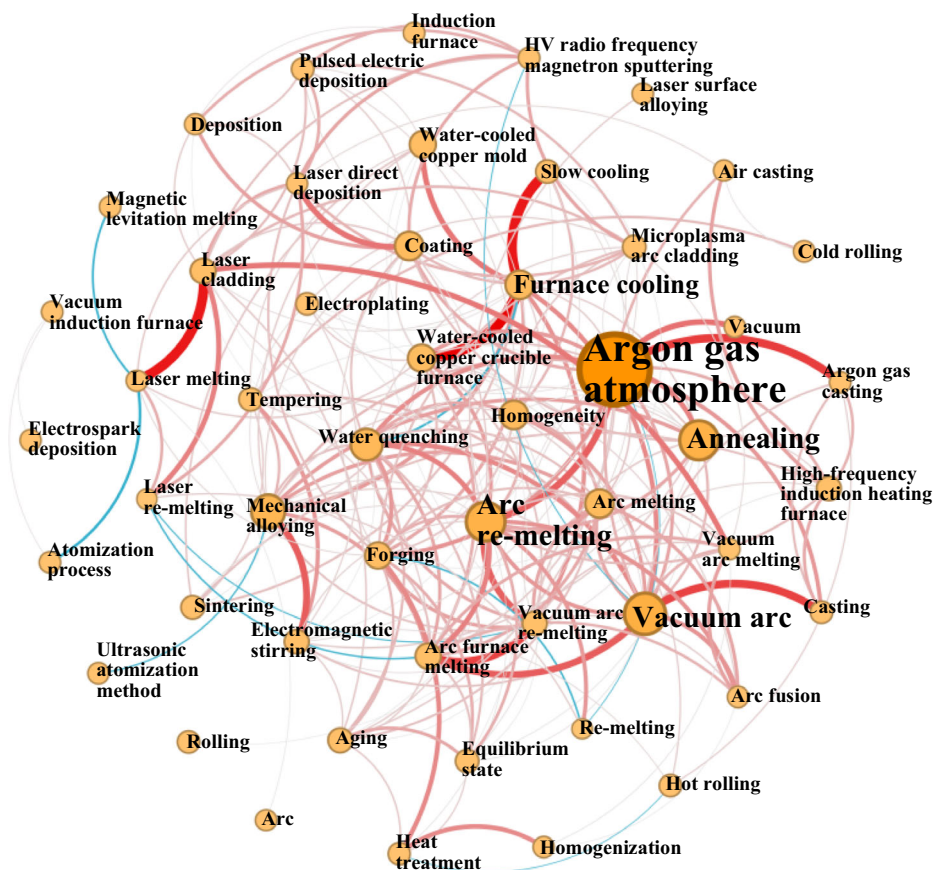 Induction
furnace
HV radio frequency
magnetron sputtering
Pulsed electric
deposition
Laser surface
alloying
Deposition
Water-cooled
copper mold
Slow cooling
Air casting
Laser direct
deposition
Magnetic
levitation melting
Coating
Microplasma
arc cladding
Cold rolling
Laser
cladding
Furnace cooling
Electroplating
Vacuum
induction furnace
Vacuum
Water-cooled
copper crucible
furnace
Argon gas
atmosphere
Argon gas
casting
Laser melting
Tempering
Homogeneity
Electrospark
deposition
Water quenching
Annealing
High-frequency
induction heating
furnace
Laser
re-melting
Mechanical
alloying
Arc
re-melting
Arc melting
Vacuum
arc melting
Atomization
process
Forging
Sintering
Electromagnetic
stirring
Vacuum arc
re-melting
Vacuum arc
Casting
Arc furnace
melting
Ultrasonic
atomization
method
Arc fusion
Rolling
Aging
Equilibrium
state
Re-melting
Hot rolling
Arc
Heat
treatment
Homogenization